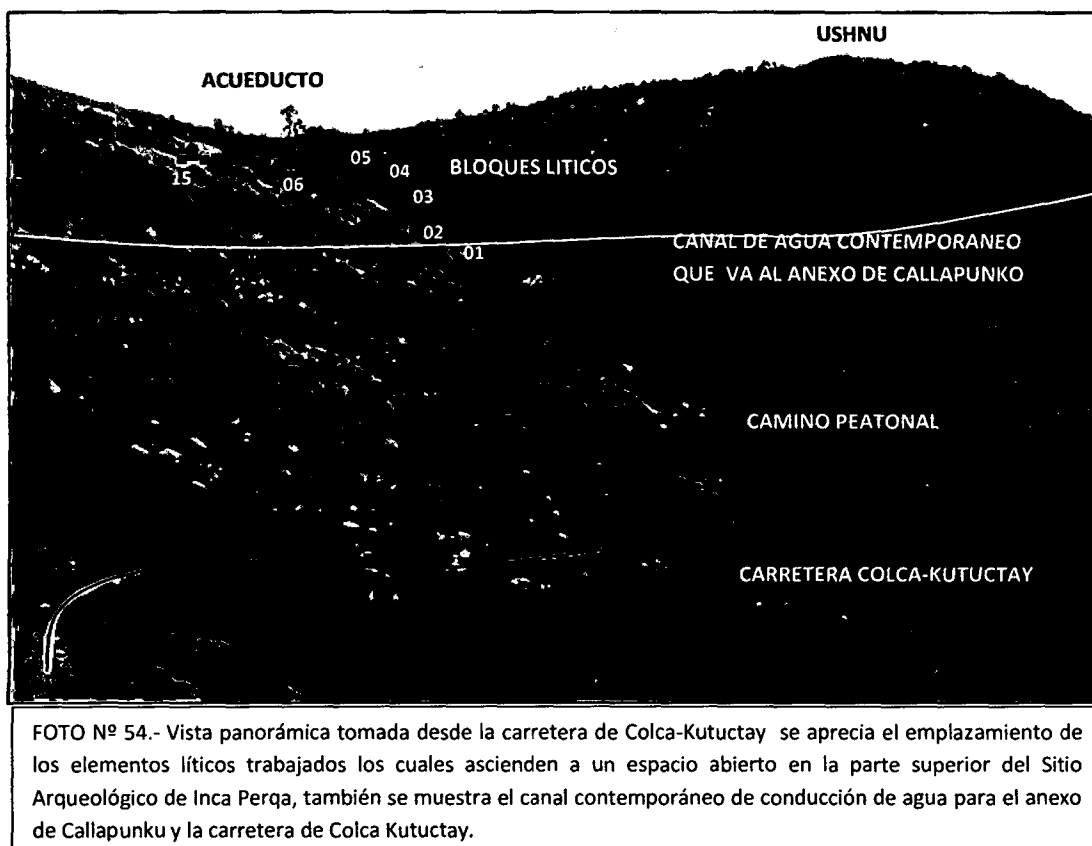 USHNU
ACUEDUCTO
05
04
BLOQUES LITICOS
15
06
03
02
CANAL DE AGUA CONTEMPORANEO
01
QUE VA AL ANEXO DE CALLAPUNKO
CAMINO PEATONAL
CARRETERA COLCA-KUTUCTAY
FOTO Nº 54.- Vista panorámica tomada desde la carretera de Colca-Kutuctay se aprecia el emplazamiento de
los elementos líticos trabajados los cuales ascienden a un espacio abierto en la parte superior del Sitio
Arqueológico de Inca Perqa, también se muestra el canal contemporáneo de conducción de agua para el anexo
de Callapunku y la carretera de Colca Kutuctay.